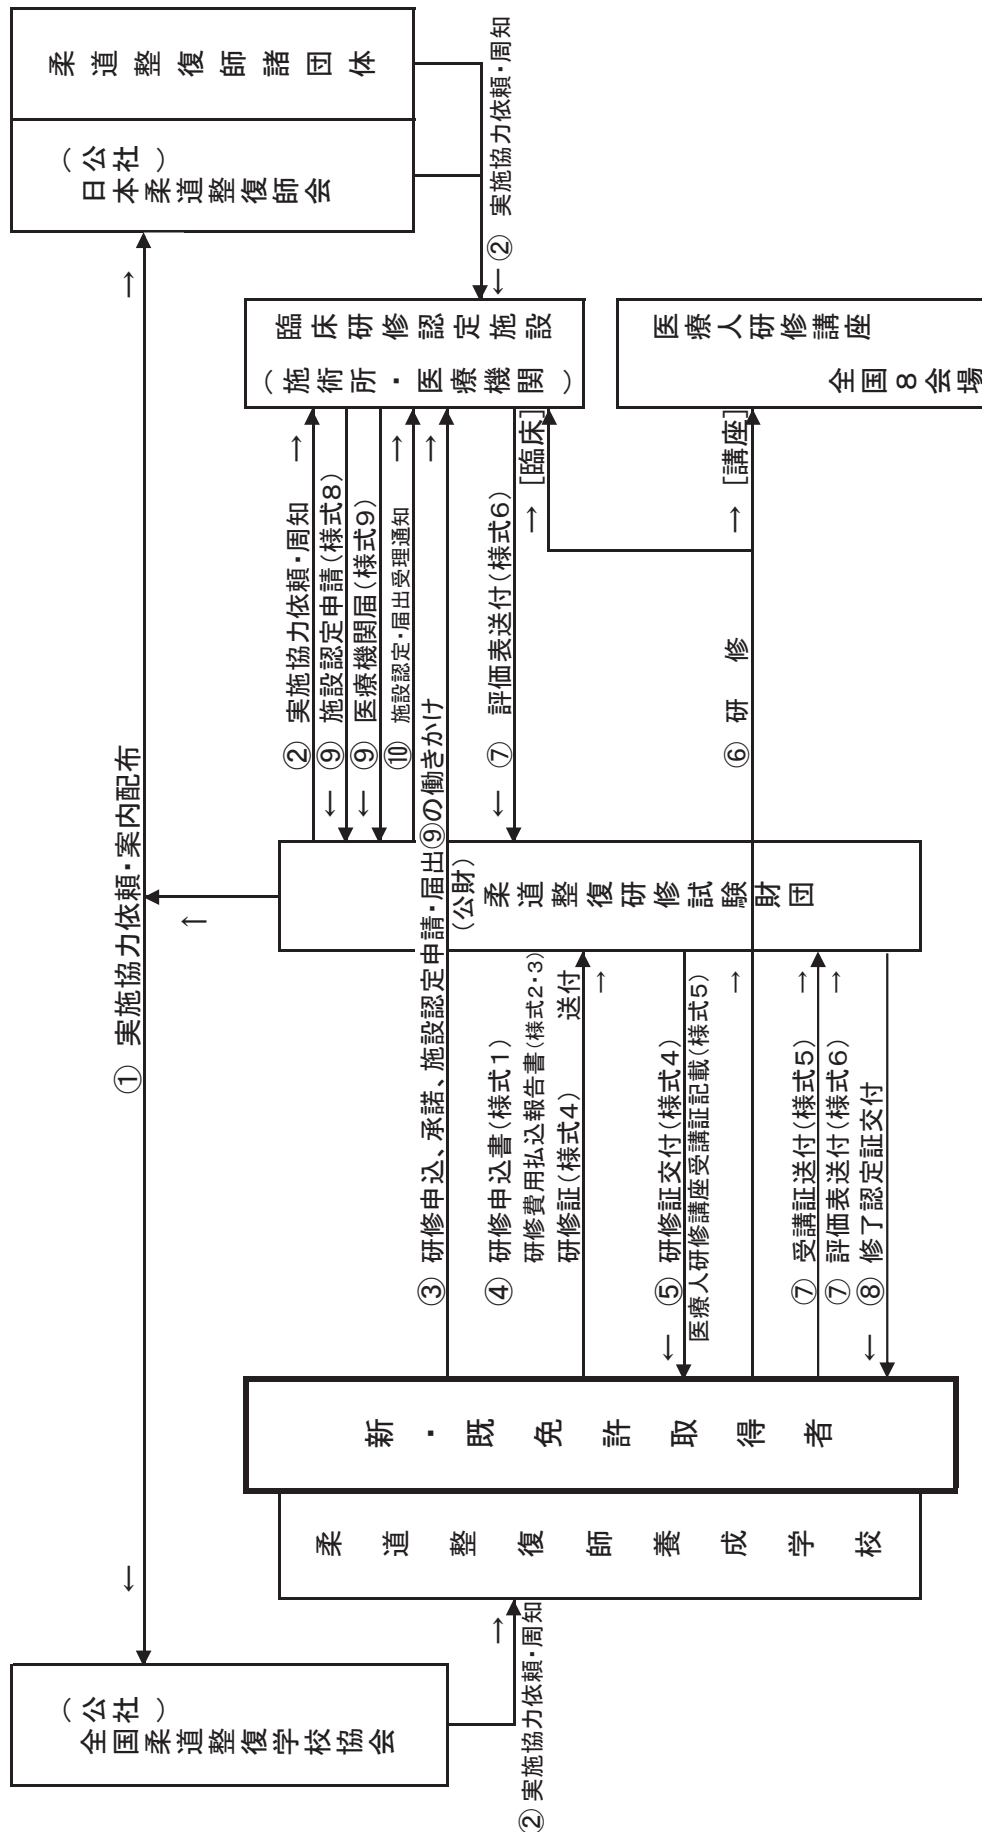 (公社)
全国柔道整復学校協会
② 実施協力依頼・周知
→
柔道整復師養成学校
新・既免許取得者
←
① 実施協力依頼・案内配布
→
↑
③ 研修申込、承諾、施設認定申請・届出⑨の働きかけ
→
④ 研修申込書(様式1)
研修費用払込報告書(様式2・3)
研修証(様式4) 送付
→
⑤ 研修証交付(様式4)
医療人研修講座受講証記載(様式5)
←
→
⑦ 受講証送付(様式5) →
⑦ 評価表送付(様式6) →
⑧ 修了認定証交付
←
(公財)
柔道整復研修試験財団
② 実施協力依頼・周知 →
← ⑨ 施設認定申請(様式8)
← ⑨ 医療機関届(様式9)
⑩ 施設認定・届出受理通知 →
← ⑦ 評価表送付(様式6)
→ [臨床]
⑥ 研修 → [講座]
臨床研修認定施設
(施術所・医療機関)
医療人研修講座
全国8会場
← ② 実施協力依頼・周知
(公社)
日本柔道整復師会
柔道整復師諸団体